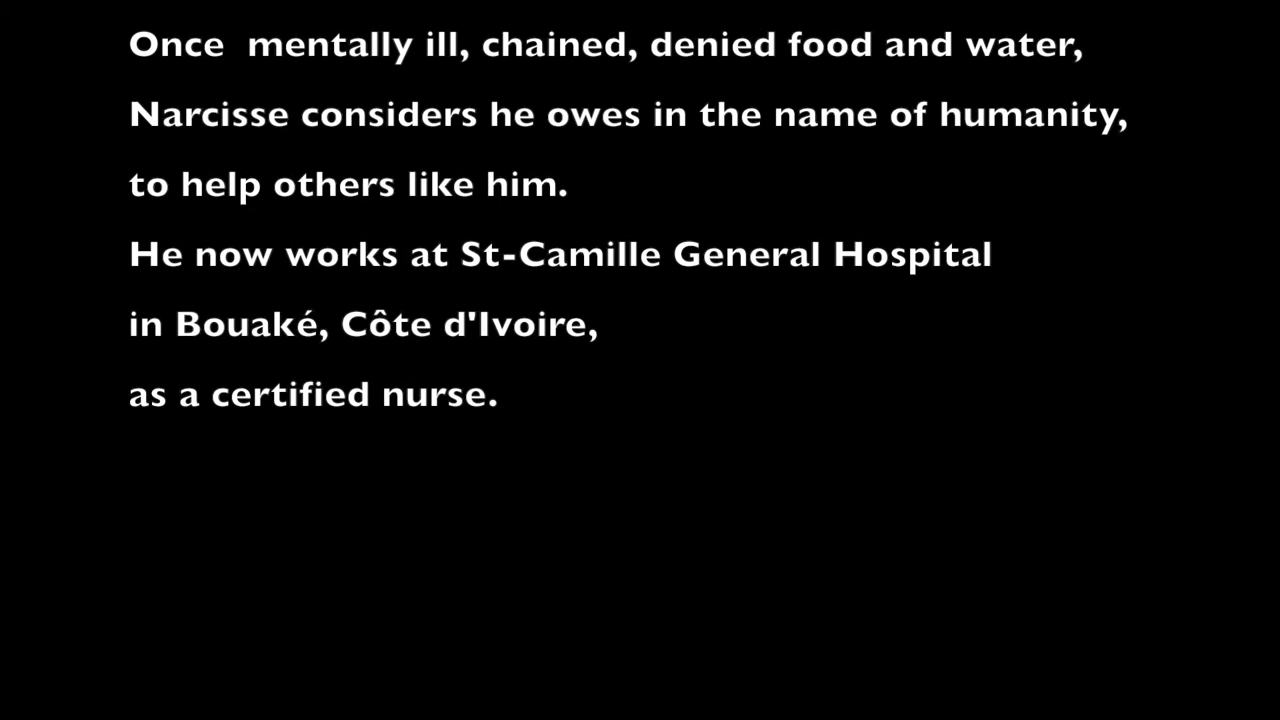 Once  mentally ill, chained, denied food and water,
Narcisse considers he owes in the name of humanity,
to help others like him.
He now works at St-Camille General Hospital
in Bouaké, Côte d'Ivoire,
as a certified nurse.